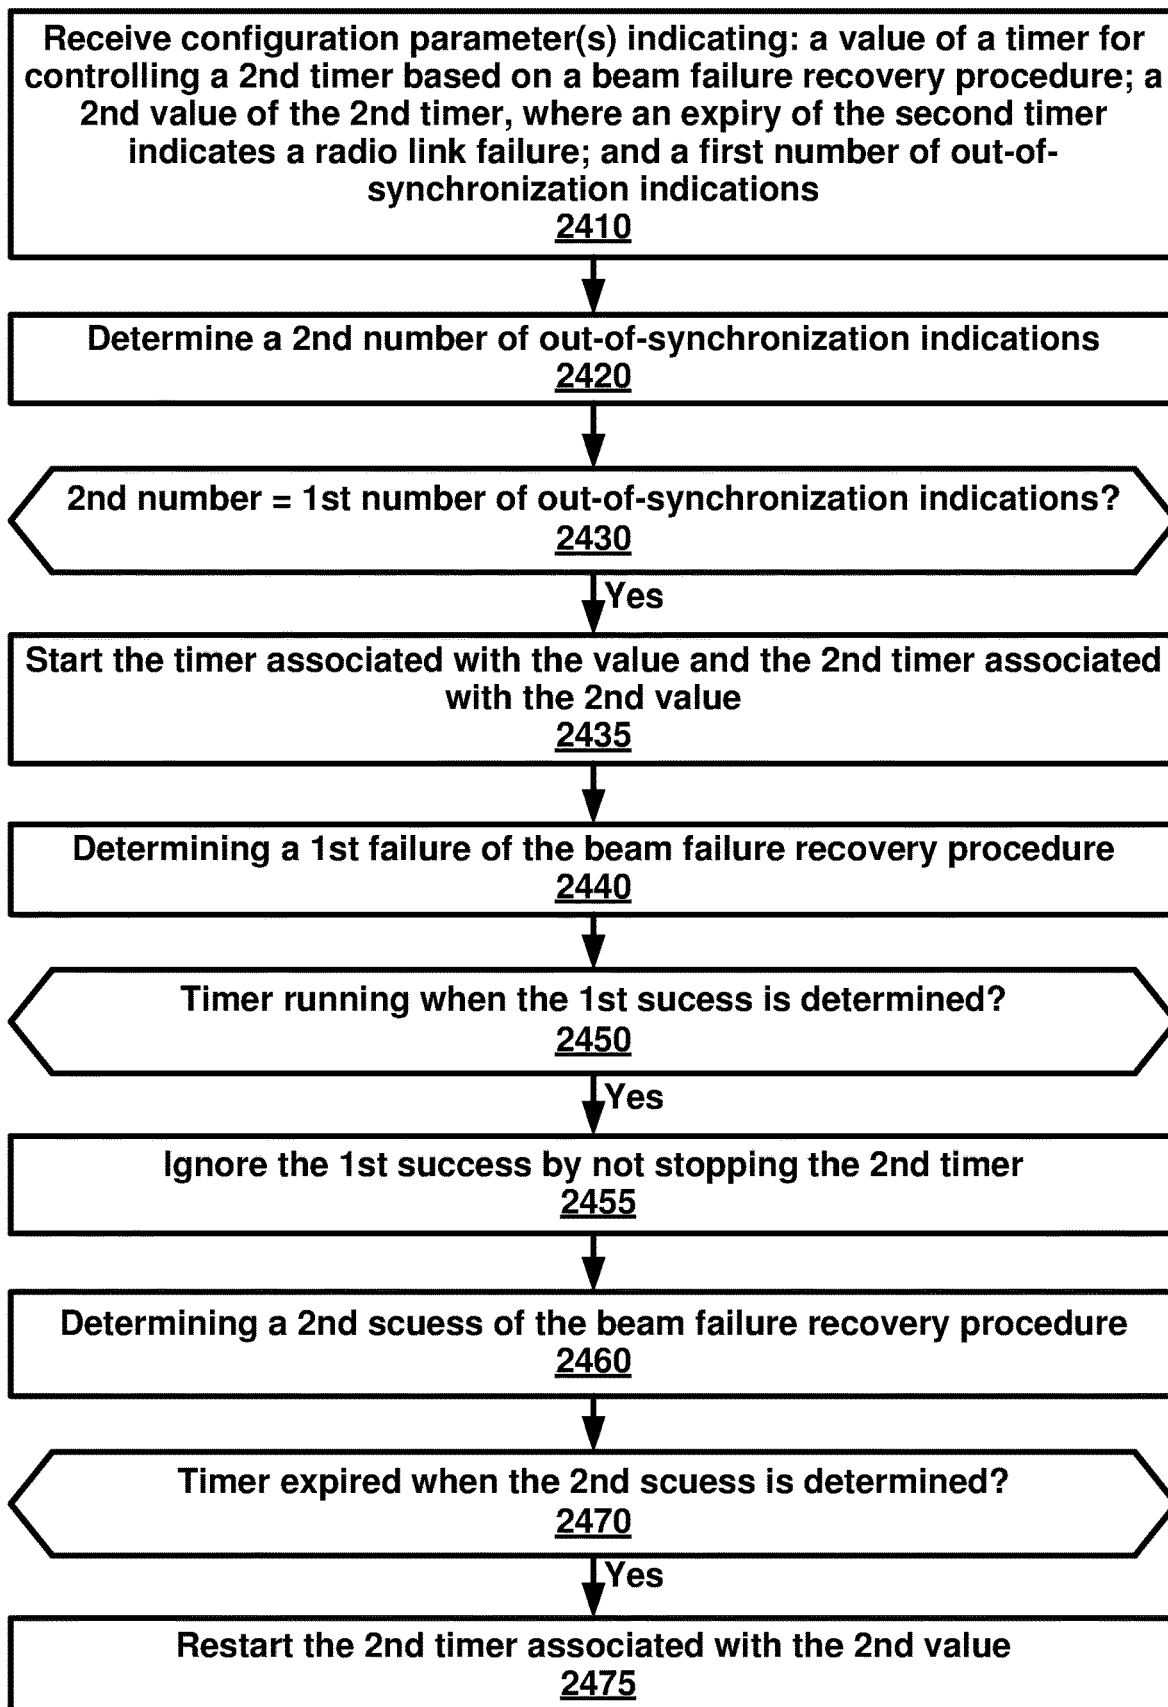 Receive configuration parameter(s) indicating: a value of a timer for
controlling a 2nd timer based on a beam failure recovery procedure; a
2nd value of the 2nd timer, where an expiry of the second timer
indicates a radio link failure; and a first number of out-of-
synchronization indications
2410
Determine a 2nd number of out-of-synchronization indications
2420
2nd number = 1st number of out-of-synchronization indications?
2430
Yes
Start the timer associated with the value and the 2nd timer associated
with the 2nd value
2435
Determining a 1st failure of the beam failure recovery procedure
2440
Timer running when the 1st sucess is determined?
2450
Yes
Ignore the 1st success by not stopping the 2nd timer
2455
Determining a 2nd scuess of the beam failure recovery procedure
2460
Timer expired when the 2nd scuess is determined?
2470
Yes
Restart the 2nd timer associated with the 2nd value
2475